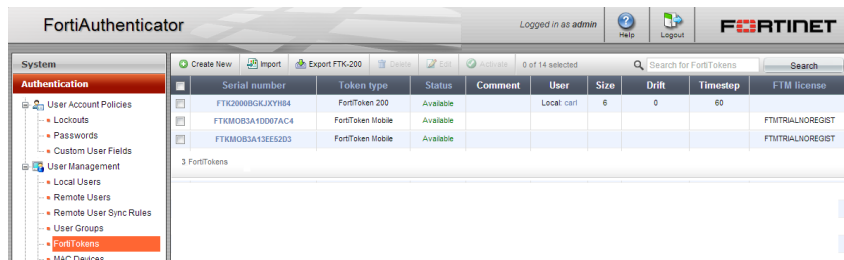 FortiAuthenticator
Logged in as admin
Help
Logout
FORTINET
System
Create New Import Export FTK-200 Delete Edit Activate 0 of 14 selected Search for FortiTokens Search
Authentication
Serial number Token type Status Comment User Size Drift Timestep FTM license
FTK2000BGKJXYH84 FortiToken 200 Available Local: carl 6 0 60
FTKMOB3A1DD07AC4 FortiToken Mobile Available FTMTRIALNOREGIST
FTKMOB3A13EE52D3 FortiToken Mobile Available FTMTRIALNOREGIST
3 FortiTokens
User Account Policies
Lockouts
Passwords
Custom User Fields
User Management
Local Users
Remote Users
Remote User Sync Rules
User Groups
FortiTokens
MAC Devices